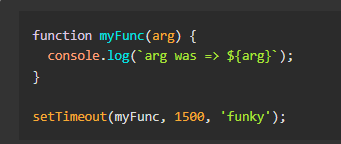 function myFunc(arg) {
  console.log(`arg was => ${arg}`);
}

setTimeout(myFunc, 1500, 'funky');